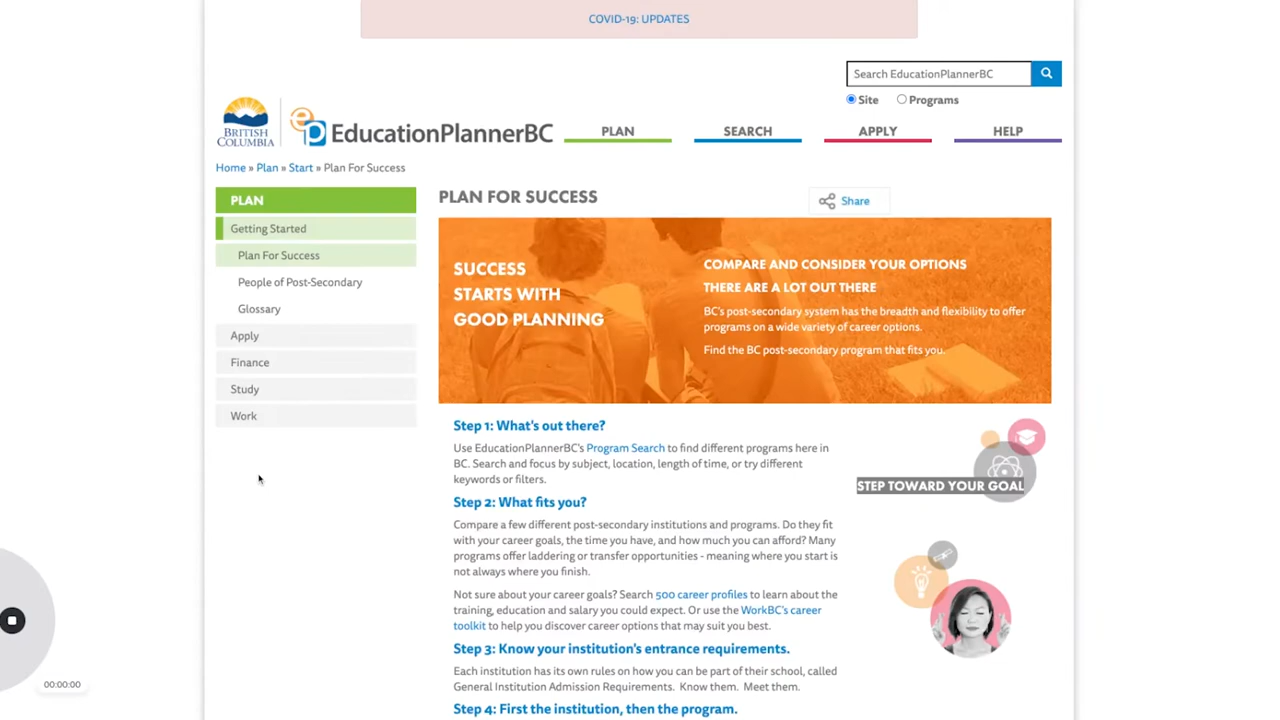 COVID-19: UPDATES
Search EducationPlannerBC
Site Programs
BRITISH
COLUMBIA
ep EducationPlannerBC
PLAN SEARCH APPLY HELP
Home » Plan » Start » Plan For Success
PLAN
Getting Started
Plan For Success
People of Post-Secondary
Glossary
Apply
Finance
Study
Work
PLAN FOR SUCCESS
Share
SUCCESS
STARTS WITH
GOOD PLANNING
COMPARE AND CONSIDER YOUR OPTIONS
THERE ARE A LOT OUT THERE
BC's post-secondary system has the breadth and flexibility to offer
programs on a wide variety of career options.
Find the BC post-secondary program that fits you.
Step 1: What's out there?
Use EducationPlannerBC's Program Search to find different programs here in
BC. Search and focus by subject, location, length of time, or try different
keywords or filters.
Step 2: What fits you?
Compare a few different post-secondary institutions and programs. Do they fit
with your career goals, the time you have, and how much you can afford? Many
programs offer laddering or transfer opportunities - meaning where you start is
not always where you finish.
Not sure about your career goals? Search 500 career profiles to learn about the
training, education and salary you could expect. Or use the WorkBC's career
toolkit to help you discover career options that may suit you best.
Step 3: Know your institution's entrance requirements.
Each institution has its own rules on how you can be part of their school, called
General Institution Admission Requirements. Know them. Meet them.
Step 4: First the institution, then the program.
STEP TOWARD YOUR GOAL
00:00:00